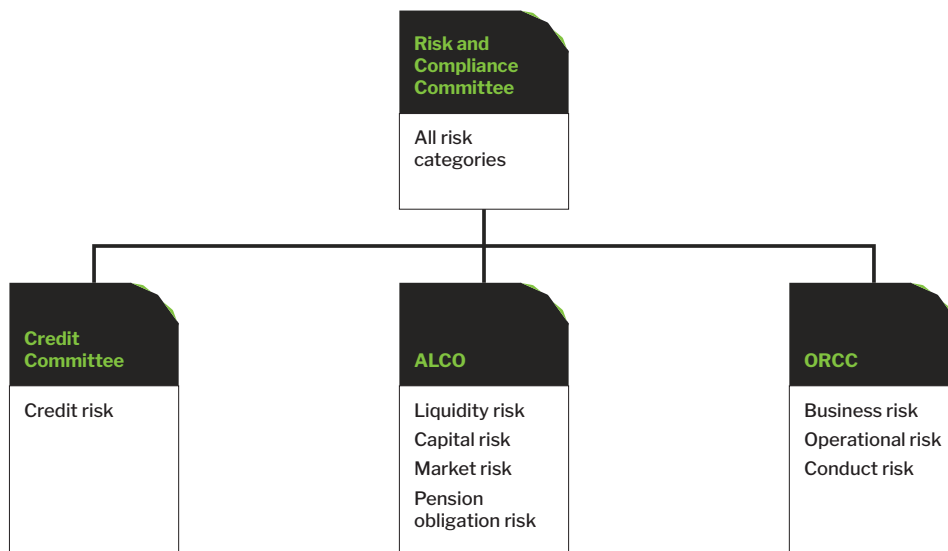 Risk and
Compliance
Committee
All risk
categories
Credit
Committee
Credit risk
ALCO
Liquidity risk
Capital risk
Market risk
Pension
obligation risk
ORCC
Business risk
Operational risk
Conduct risk